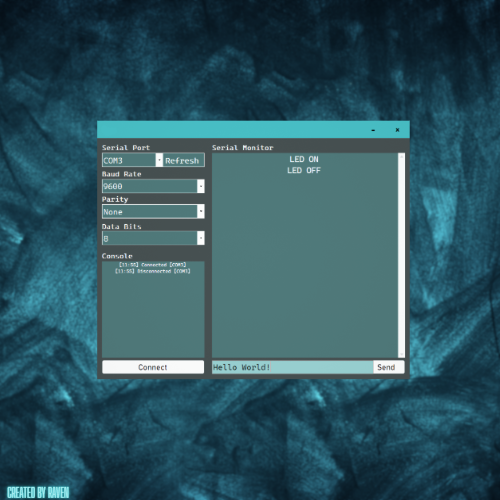 Serial Port
COM3
Refresh
Baud Rate
9600
Parity
None
Data Bits
8
Console
[11:55] Connected [COM3]
[11:55] Disconnected [COM3]
Connect
Serial Monitor
LED ON
LED OFF
Hello World!
Send
CREATED BY RAVEN